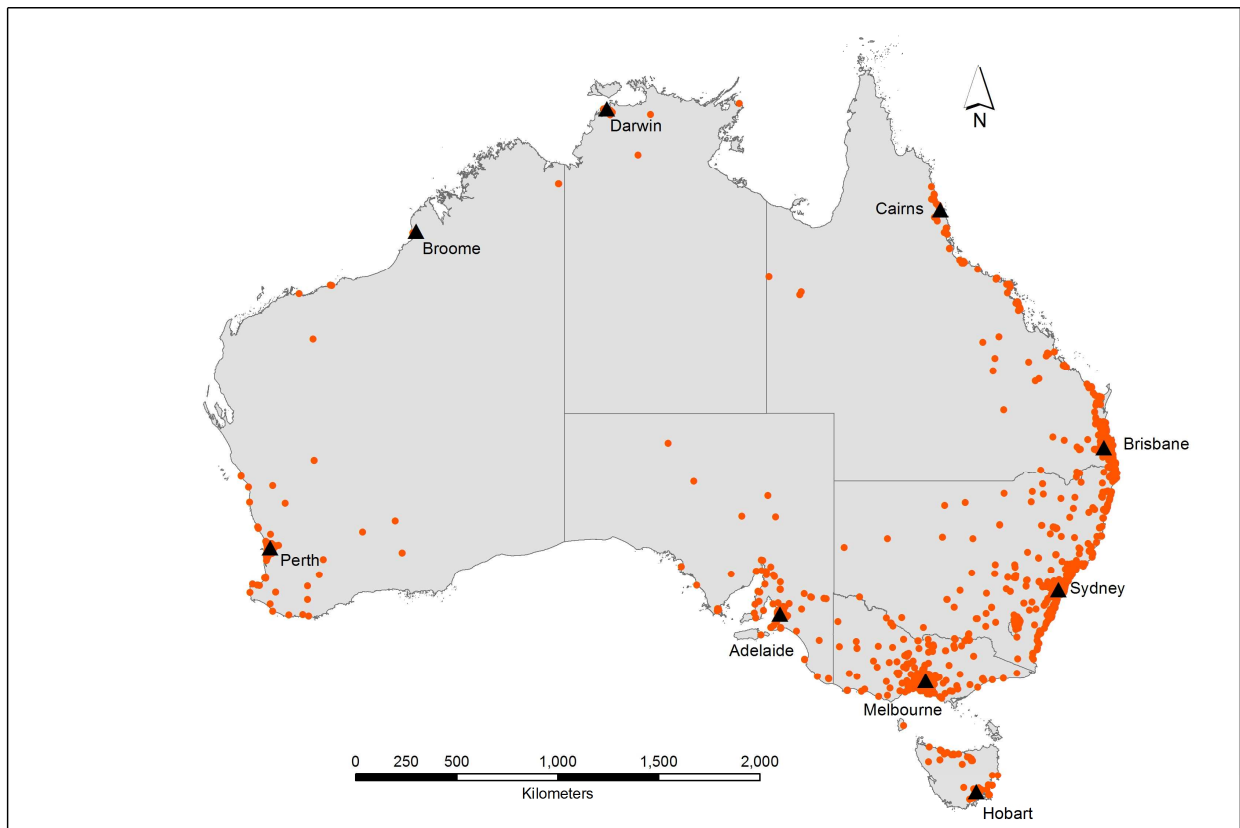 N
Darwin
Cairns
Broome
Brisbane
Perth
Sydney
Adelaide
Melbourne
0 250 500 1,000 1,500 2,000
Kilometers
Hobart